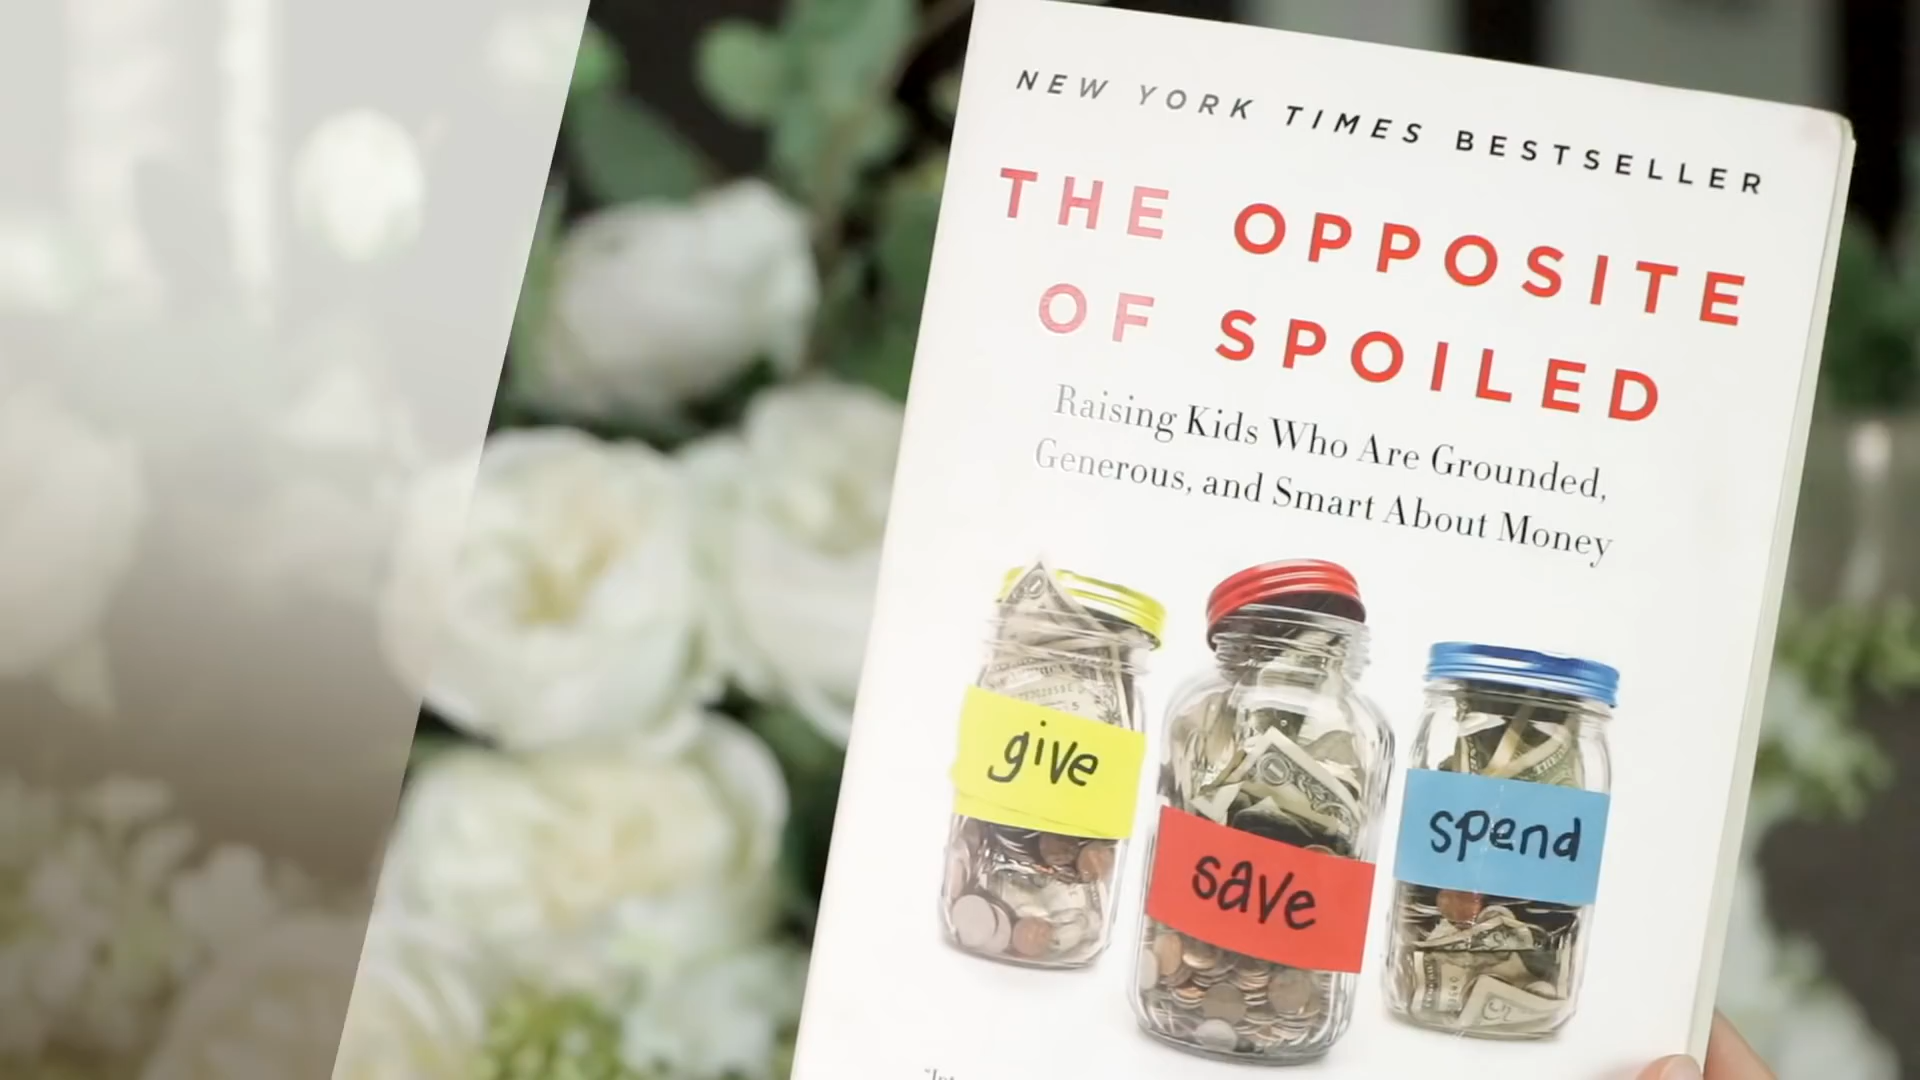 NEW YORK TIMES BESTSELLER
THE OPPOSITE
OF SPOILED
Raising Kids Who Are Grounded,
Generous, and Smart About Money
give
save
spend